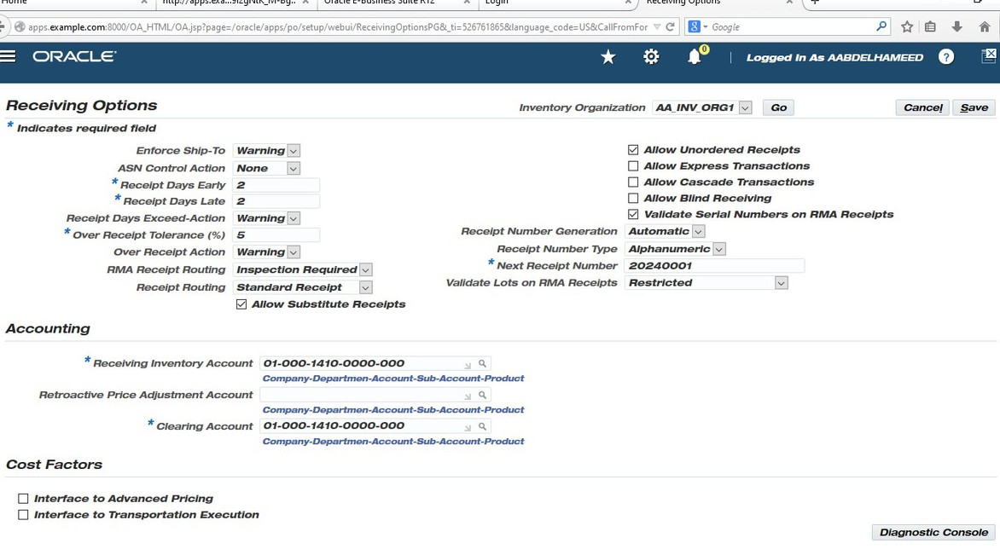 Home http://apps.exa...9IzgNtK_M-Bg.. Oracle E-Business Suite R12 Login Receiving Options
apps.example.com:8000/OA_HTML/OA.jsp?page=/oracle/apps/po/setup/webui/ReceivingOptionsPG&_ti=526761865&language_code=US&CallFromFor Google
ORACLE 0 Logged In As AABDELHAMEED ?
Receiving Options Inventory Organization AA_INV_ORG1 Go Cancel Save
* Indicates required field
Enforce Ship-To Warning
ASN Control Action None
* Receipt Days Early 2
* Receipt Days Late 2
Receipt Days Exceed-Action Warning
* Over Receipt Tolerance (%) 5
Over Receipt Action Warning
RMA Receipt Routing Inspection Required
Receipt Routing Standard Receipt
Allow Substitute Receipts
Allow Unordered Receipts
Allow Express Transactions
Allow Cascade Transactions
Allow Blind Receiving
Validate Serial Numbers on RMA Receipts
Receipt Number Generation Automatic
Receipt Number Type Alphanumeric
* Next Receipt Number 20240001
Validate Lots on RMA Receipts Restricted
Accounting
* Receiving Inventory Account 01-000-1410-0000-000
Company-Departmen-Account-Sub-Account-Product
Retroactive Price Adjustment Account
Company-Departmen-Account-Sub-Account-Product
* Clearing Account 01-000-1410-0000-000
Company-Departmen-Account-Sub-Account-Product
Cost Factors
Interface to Advanced Pricing
Interface to Transportation Execution
Diagnostic Console